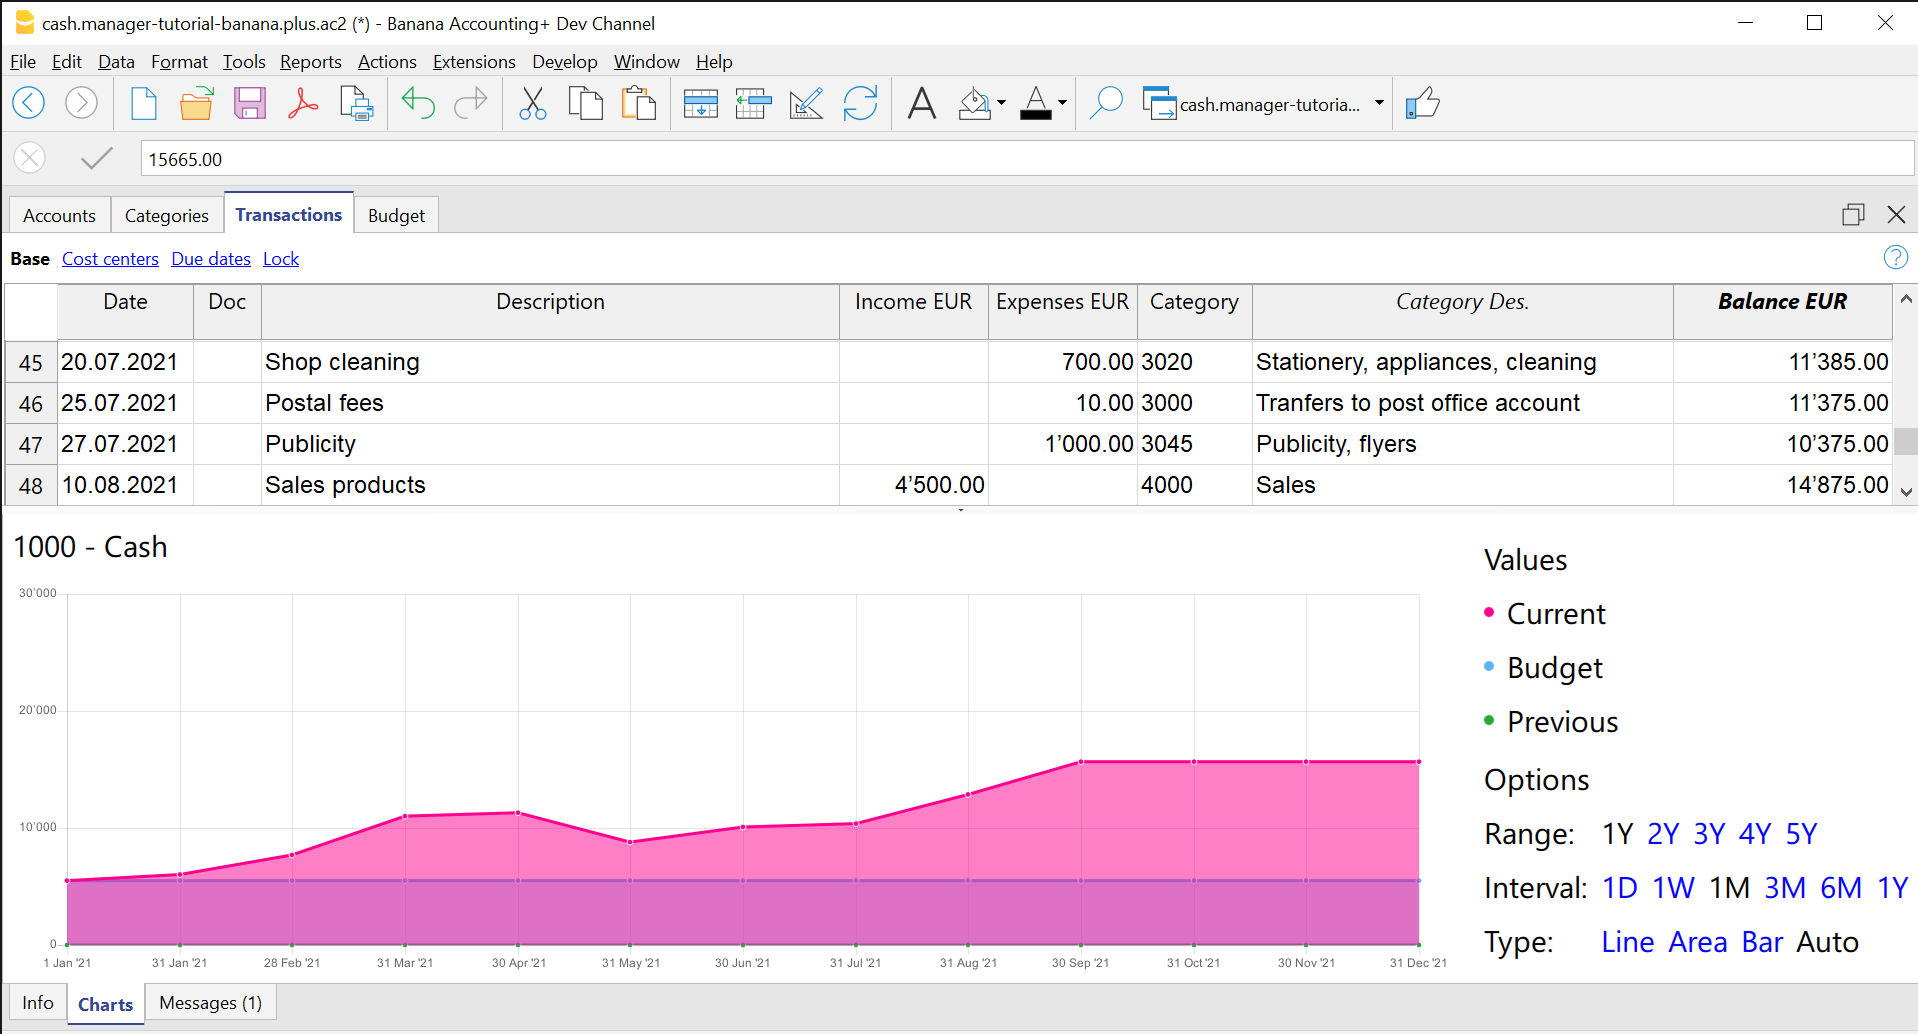 cash.manager-tutorial-banana.plus.ac2 (*) - Banana Accounting+ Dev Channel
File Edit Data Format Tools Reports Actions Extensions Develop Window Help
cash.manager-tutoria...
15665.00
Accounts Categories Transactions Budget
Base Cost centers Due dates Lock
Date Doc Description Income EUR Expenses EUR Category Category Des. Balance EUR
45 20.07.2021 Shop cleaning 700.00 3020 Stationery, appliances, cleaning 11’385.00
46 25.07.2021 Postal fees 10.00 3000 Tranfers to post office account 11’375.00
47 27.07.2021 Publicity 1’000.00 3045 Publicity, flyers 10’375.00
48 10.08.2021 Sales products 4’500.00 4000 Sales 14’875.00
1000 - Cash
30'000
20'000
10'000
0
1 Jan '21 31 Jan '21 28 Feb '21 31 Mar '21 30 Apr '21 31 May '21 30 Jun '21 31 Jul '21 31 Aug '21 30 Sep '21 31 Oct '21 30 Nov '21 31 Dec '21
Values
Current
Budget
Previous
Options
Range: 1Y 2Y 3Y 4Y 5Y
Interval: 1D 1W 1M 3M 6M 1Y
Type: Line Area Bar Auto
Info Charts Messages (1)